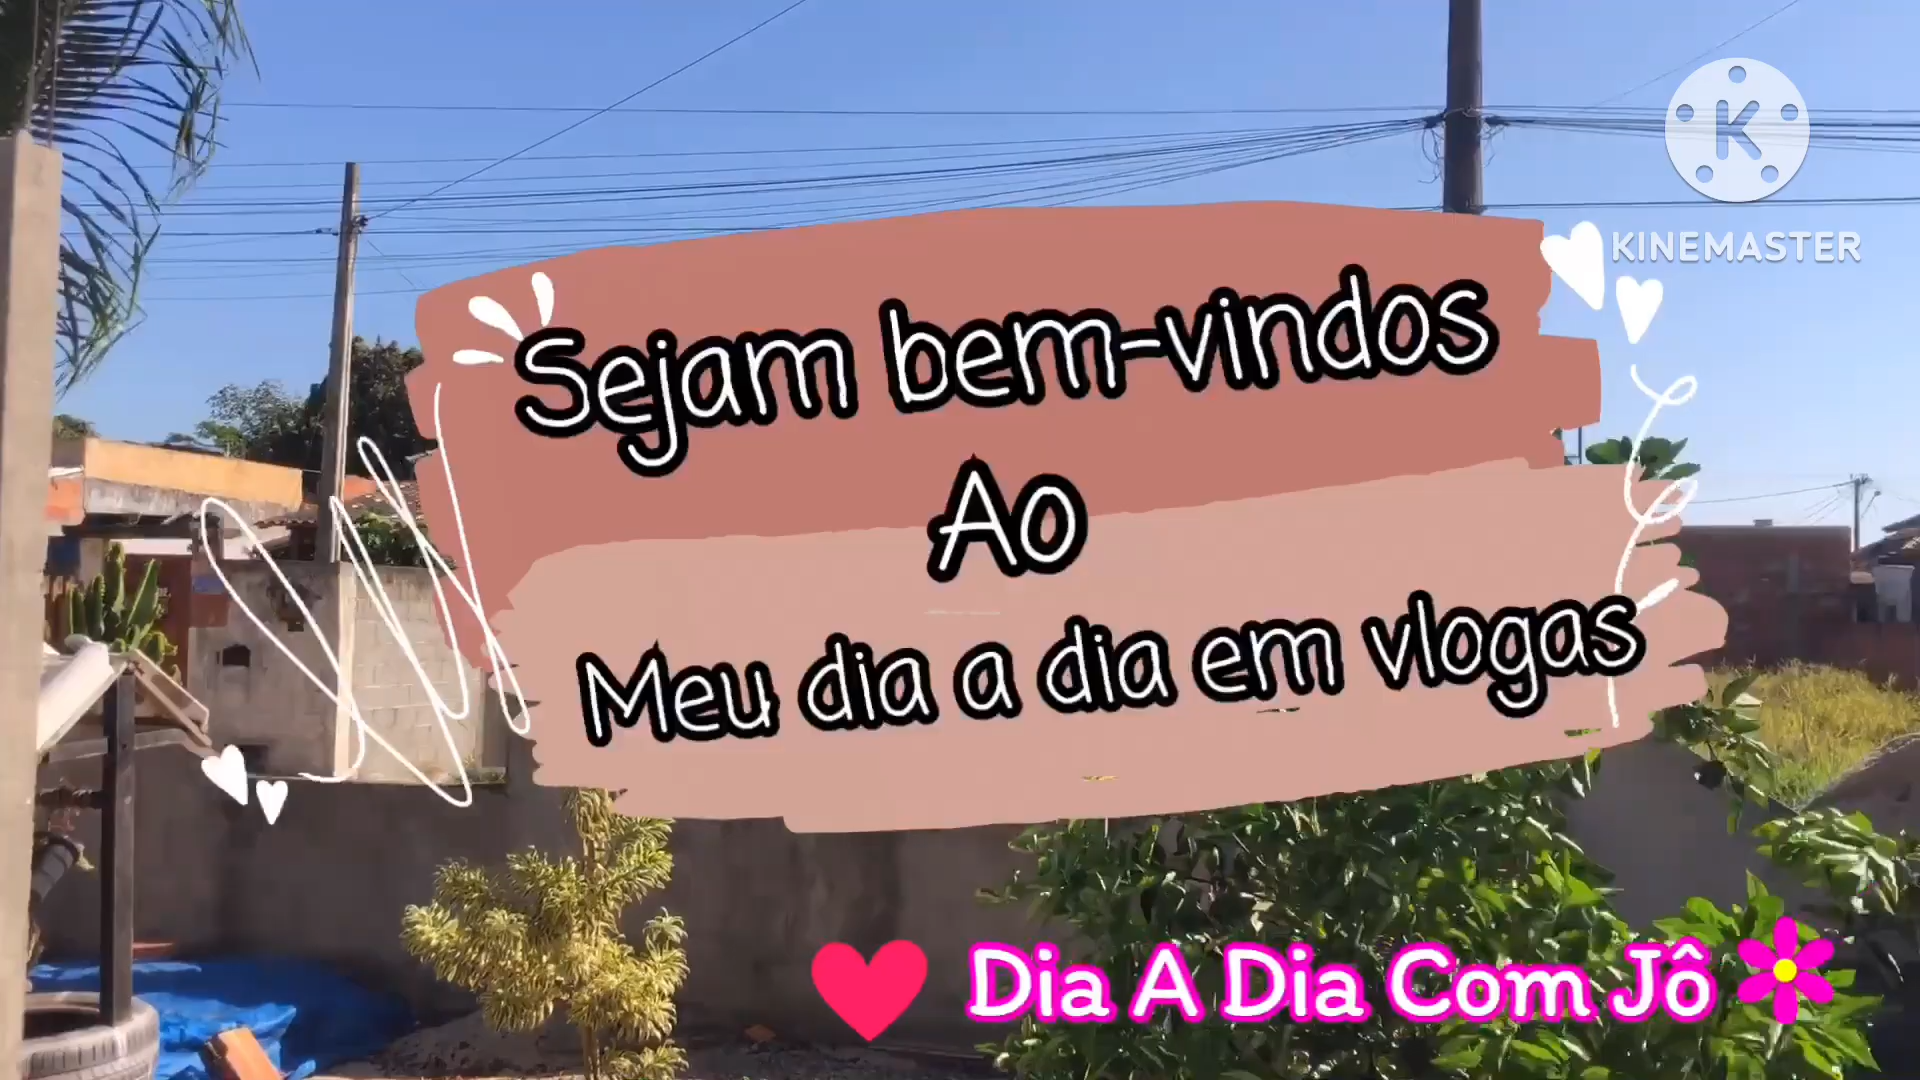 K
KINEMASTER
Sejam bem-vindos
Ao
Meu dia a dia em vlogas
Dia A Dia Com Jô